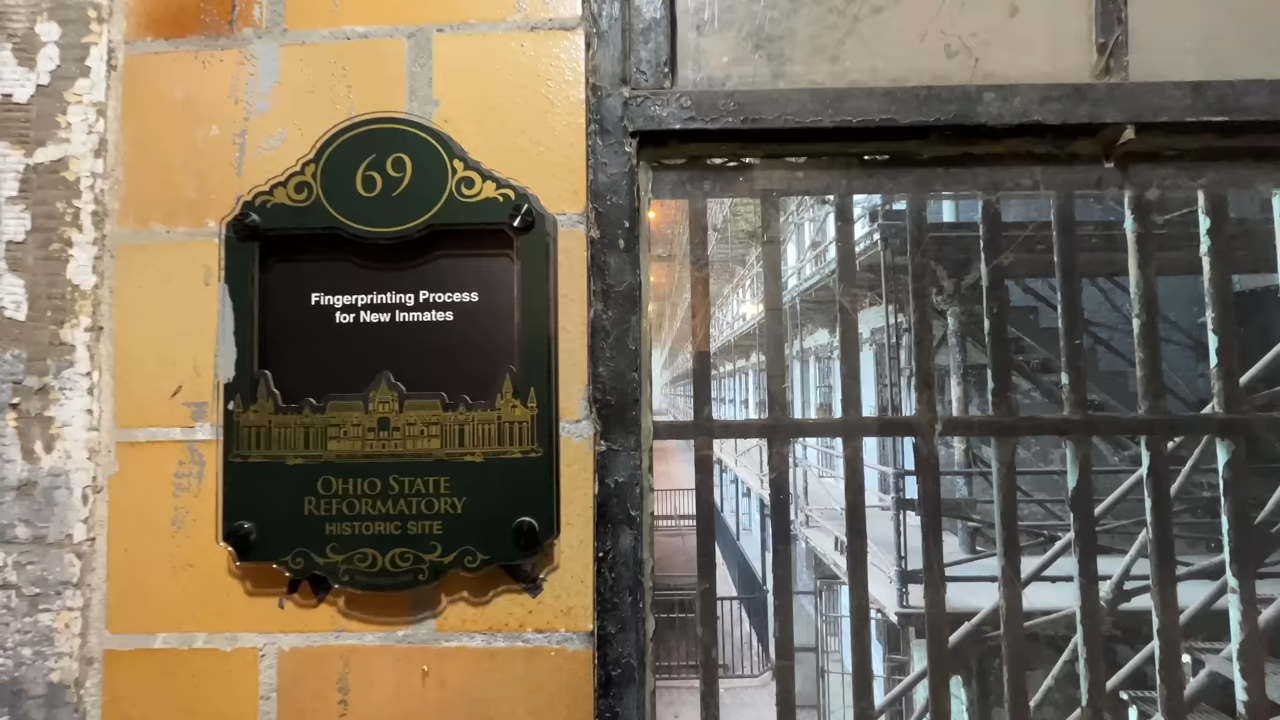 69
Fingerprinting Process
for New Inmates
OHIO STATE
REFORMATORY
HISTORIC SITE